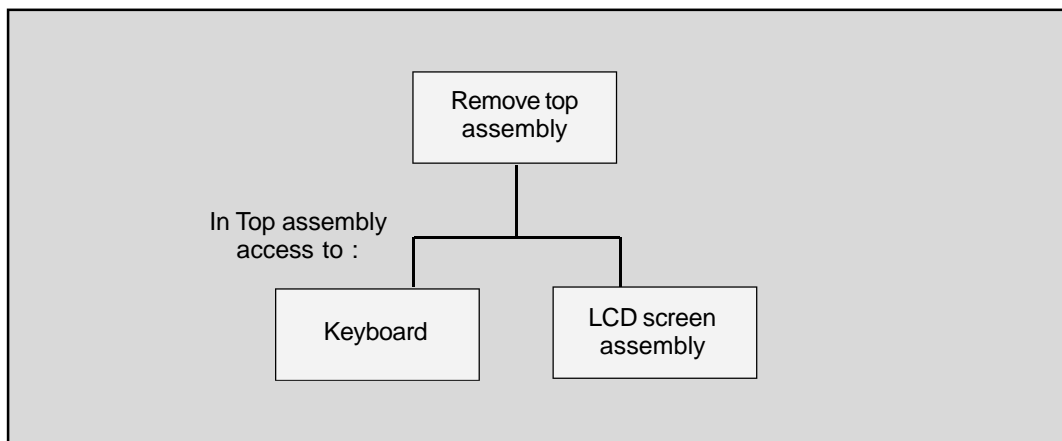 Remove top
assembly
In Top assembly
access to :
Keyboard
LCD screen
assembly